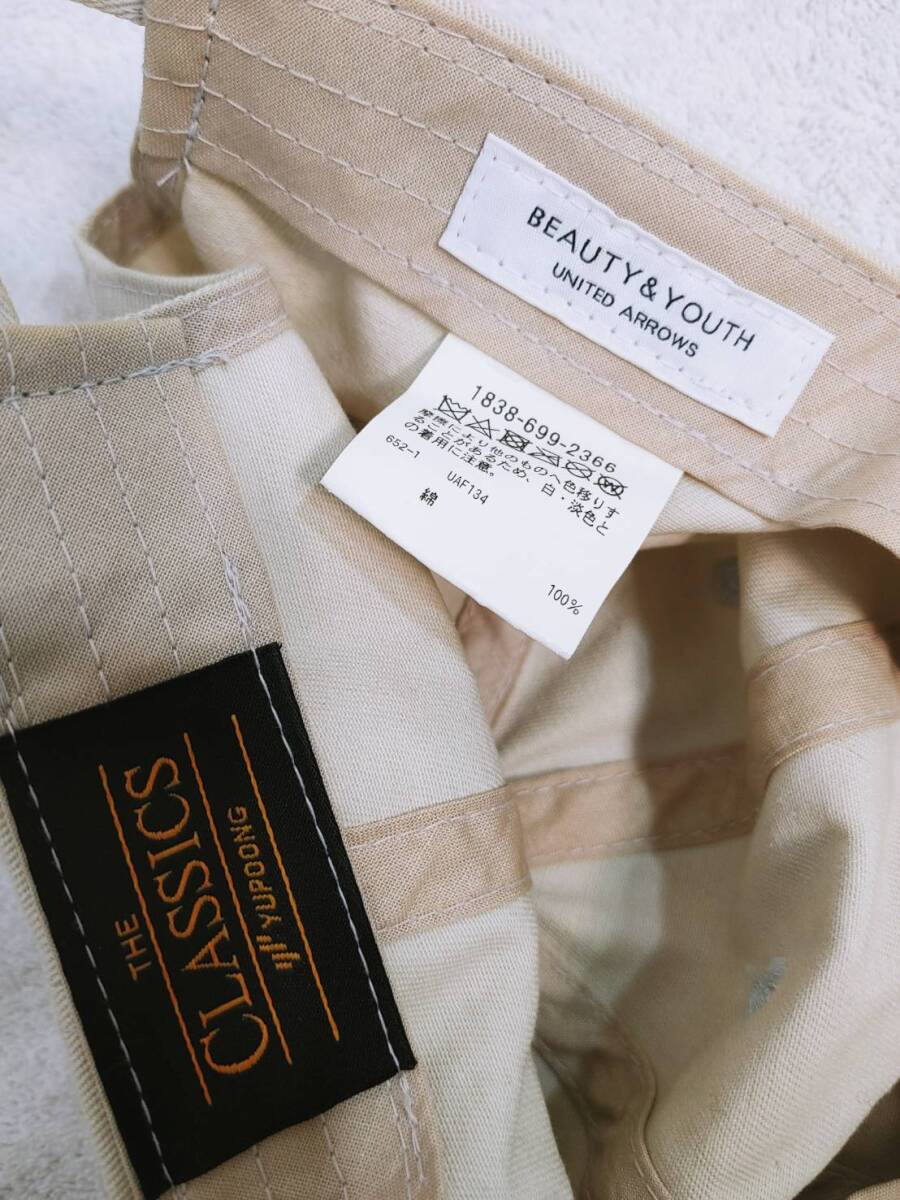 BEAUTY&YOUTH
UNITED ARROWS
1838-699-2366
摩擦により他のものへ色移りす
ることがあるため、白・淡色と
の着用に注意。
652-1
UAF134
綿
100%
THE
CLASSICS
YUPOONG